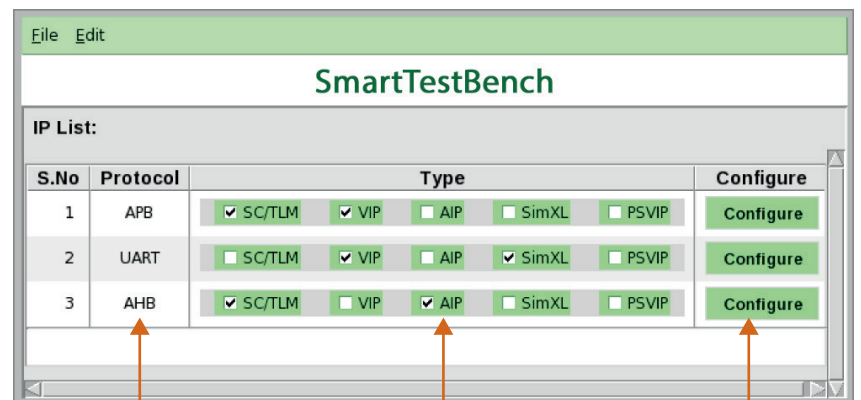 File Edit
SmartTestBench
IP List:
S.No Protocol Type Configure
1 APB SC/TLM VIP AIP SimXL PSVIP Configure
2 UART SC/TLM VIP AIP SimXL PSVIP Configure
3 AHB SC/TLM VIP AIP SimXL PSVIP Configure